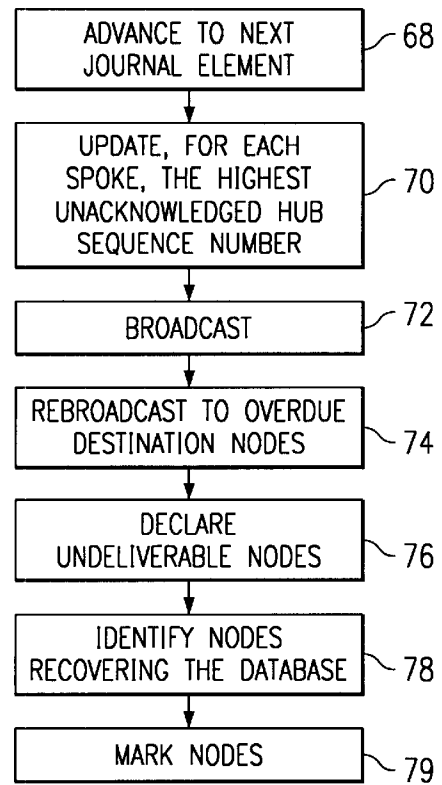 ADVANCE TO NEXT
JOURNAL ELEMENT
68
UPDATE, FOR EACH
SPOKE, THE HIGHEST
UNACKNOWLEDGED HUB
SEQUENCE NUMBER
70
BROADCAST
72
REBROADCAST TO OVERDUE
DESTINATION NODES
74
DECLARE
UNDELIVERABLE NODES
76
IDENTIFY NODES
RECOVERING THE DATABASE
78
MARK NODES
79